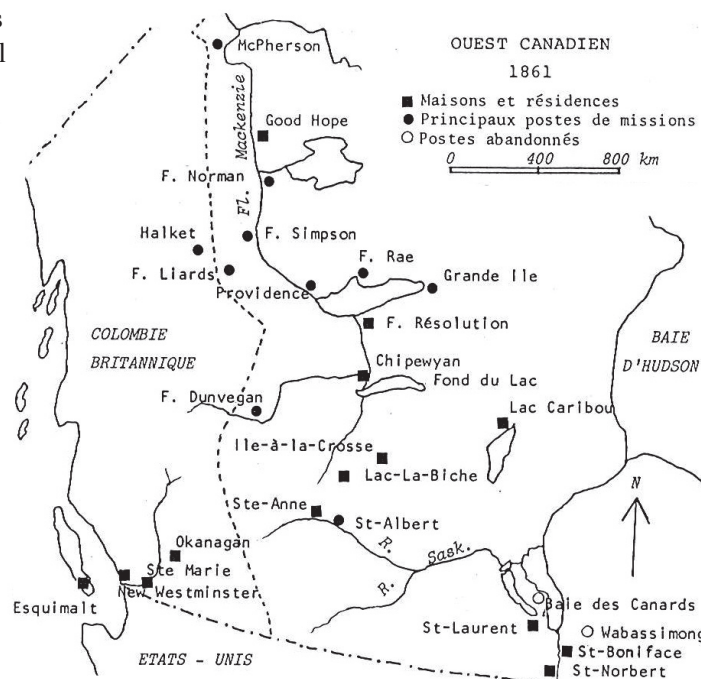 s
l
OUEST CANADIEN
1861
■ Maisons et résidences
● Principaux postes de missions
○ Postes abandonnés
0 400 800 km
McPherson
Good Hope
Fl. Mackenzie
F. Norman
Halket
F. Simpson
F. Rae
F. Liards
Providence
Grande Ile
F. Résolution
COLOMBIE
BRITANNIQUE
BAIE
D'HUDSON
Chipewyan
Fond du Lac
F. Dunvegan
Lac Caribou
Ile-à-la-Crosse
Lac-La-Biche
N
Ste-Anne
St-Albert
R.
Sask.
R.
Okanagan
Ste Marie
New Westminster
Esquimalt
Baie des Canards
St-Laurent
Wabassimong
St-Boniface
St-Norbert
ETATS - UNIS